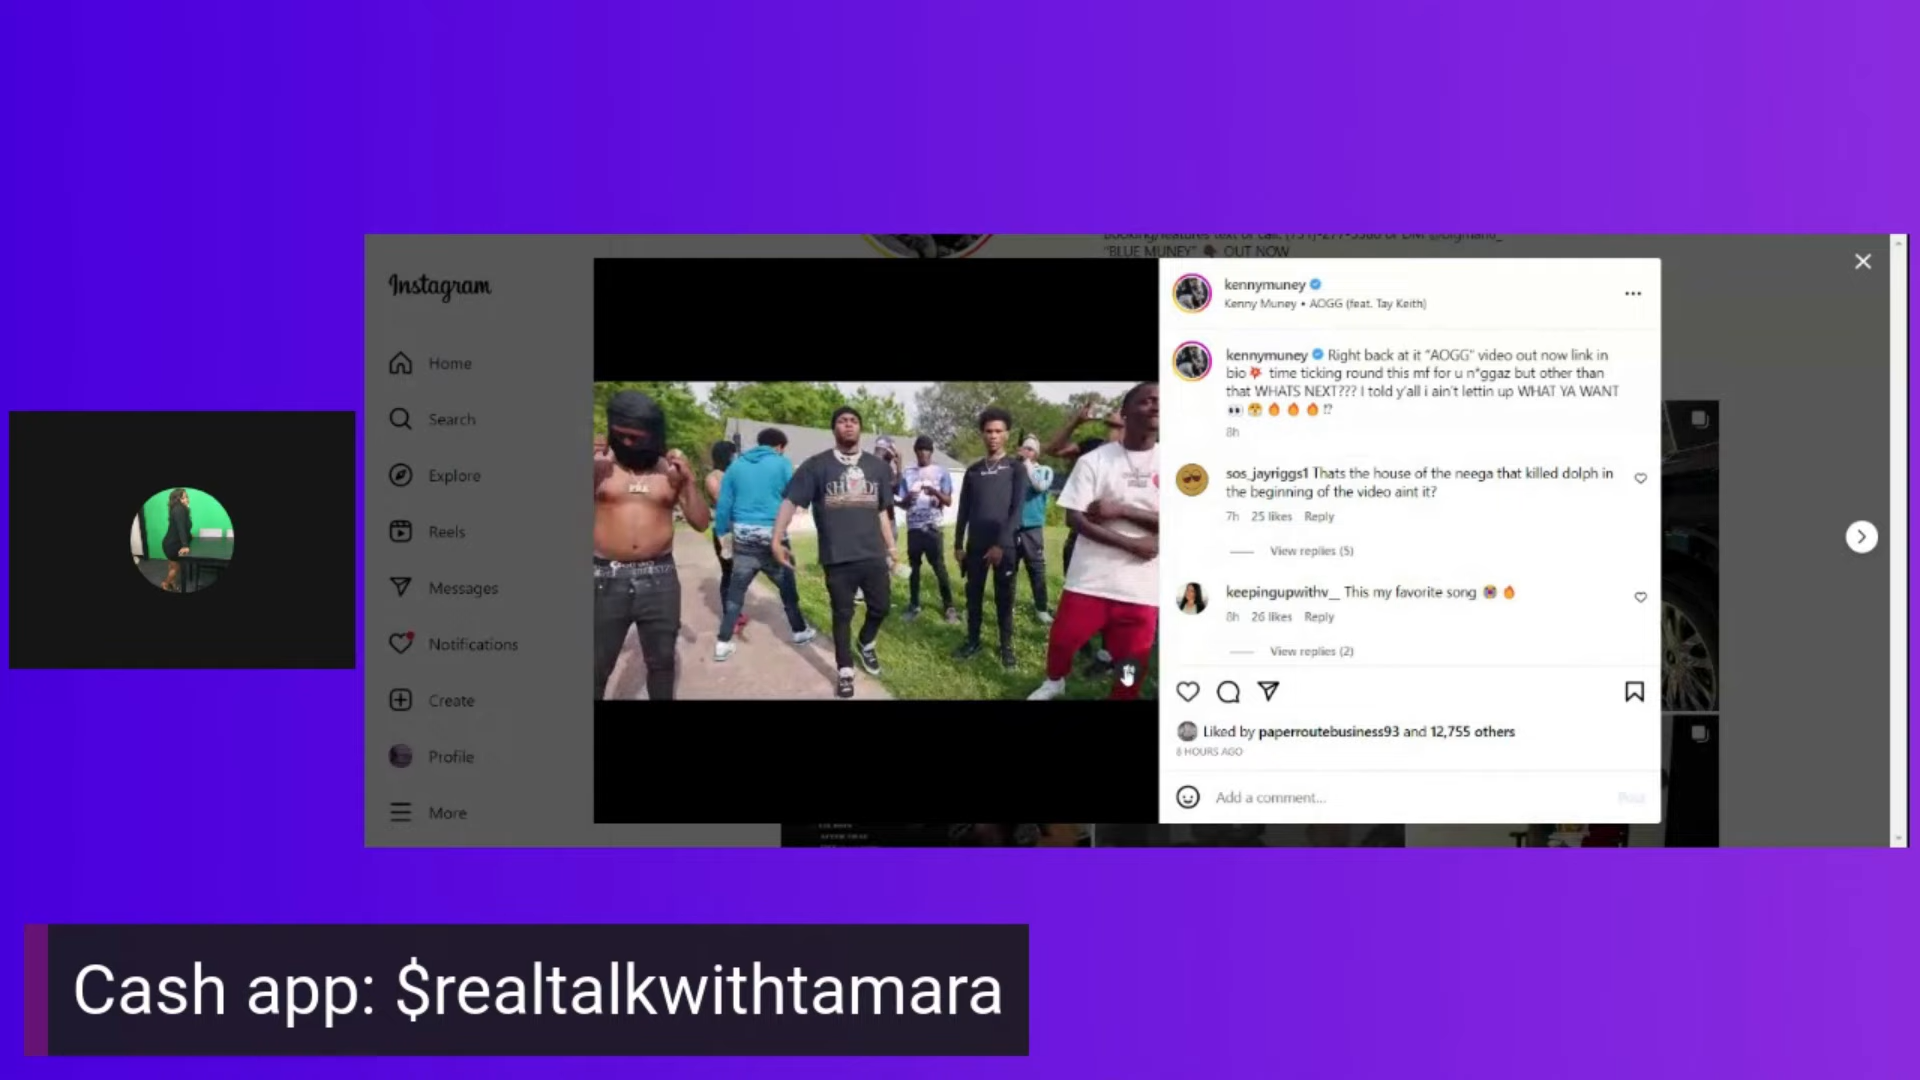 Instagram
Home
Search
Explore
Reels
Messages
Notifications
Create
Profile
More
"BLUE MUNEY" OUT NOW
kennymuney
Kenny Muney • AOGG (feat. Tay Keith)
kennymuney Right back at it "AOGG" video out now link in
bio💥 time ticking round this mf for u n*ggaz but other than
that WHATS NEXT??? I told y'all i ain't lettin up WHAT YA WANT
👀 😤 🔥 🔥 🔥 ⁉
8h
sos_jayriggs1 Thats the house of the neega that killed dolph in
the beginning of the video aint it?
7h 25 likes Reply
View replies (5)
keepingupwithv__ This my favorite song 😭 🔥
8h 26 likes Reply
View replies (2)
Liked by paperroutebusiness93 and 12,755 others
8 HOURS AGO
Add a comment...
Post
Cash app: $realtalkwithtamara